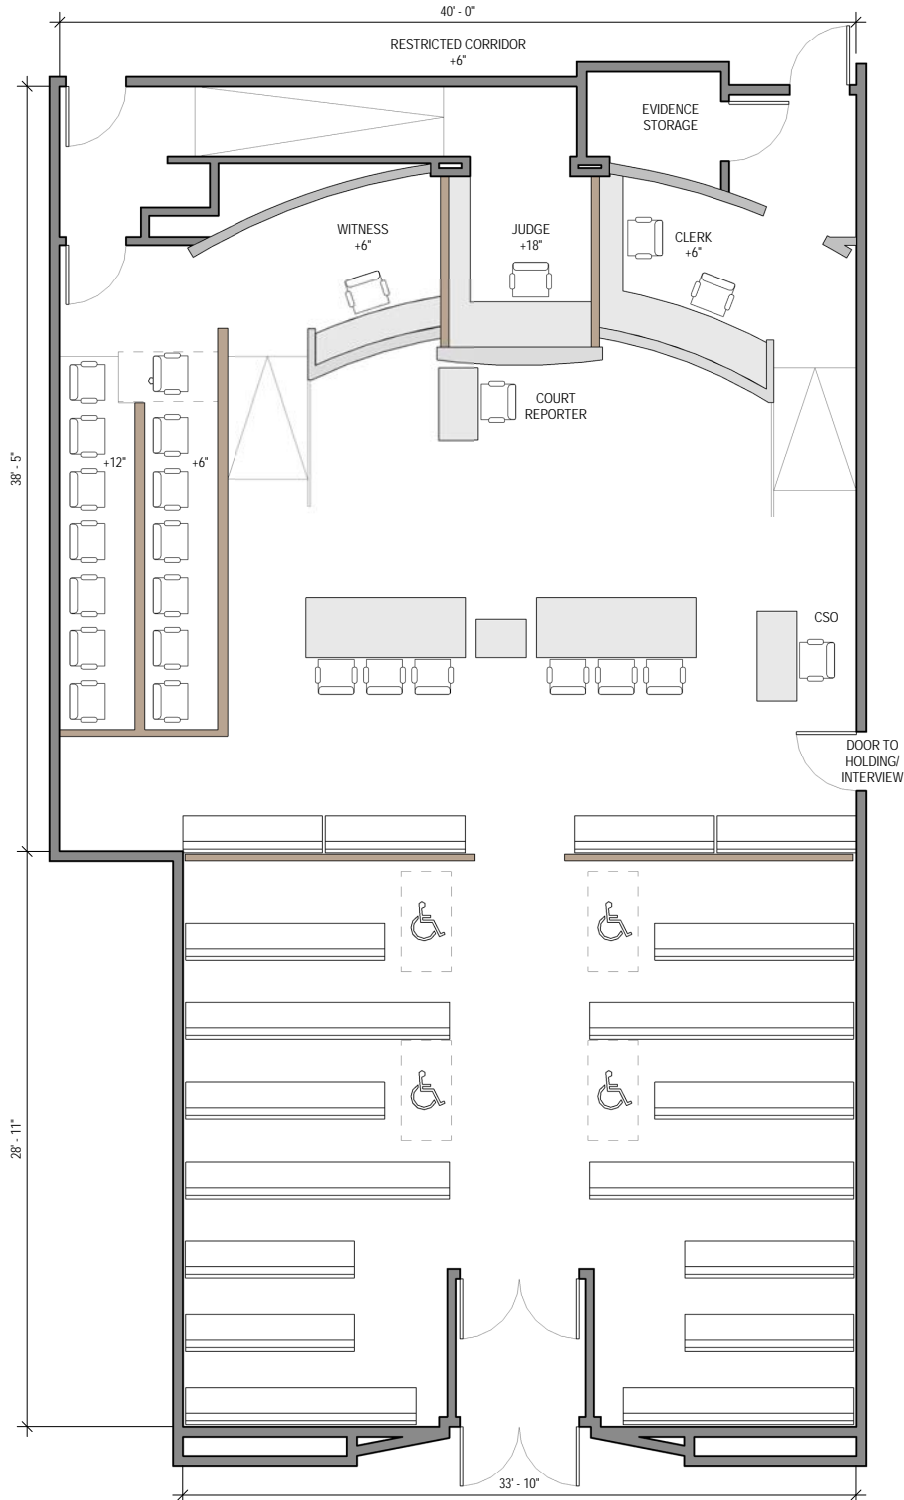 40' - 0"
RESTRICTED CORRIDOR
+6"
EVIDENCE
STORAGE
WITNESS
+6"
JUDGE
+18"
CLERK
+6"
COURT
REPORTER
+12"
+6"
38' - 5"
CSO
DOOR TO
HOLDING/
INTERVIEW
28' - 11"
33' - 10"